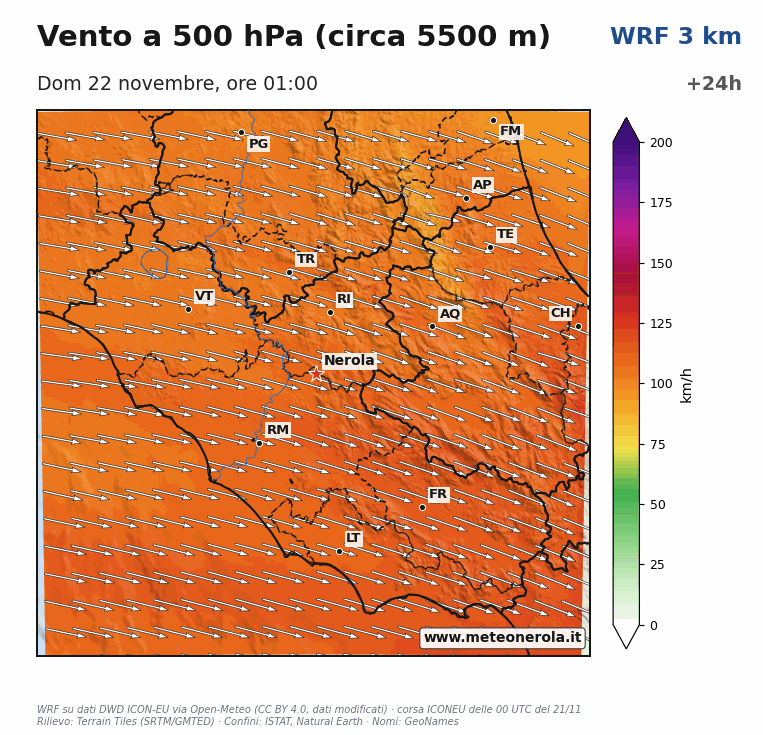 Vento a 500 hPa (circa 5500 m)
WRF 3 km
Dom 22 novembre, ore 01:00
+24h
PG
FM
AP
TE
TR
VT
RI
AQ
CH
Nerola
RM
FR
LT
www.meteonerola.it
200
175
150
125
100
75
50
25
0
km/h
WRF su dati DWD ICON-EU via Open-Meteo (CC BY 4.0, dati modificati) · corsa ICONEU delle 00 UTC del 21/11
Rilievo: Terrain Tiles (SRTM/GMTED) · Confini: ISTAT, Natural Earth · Nomi: GeoNames